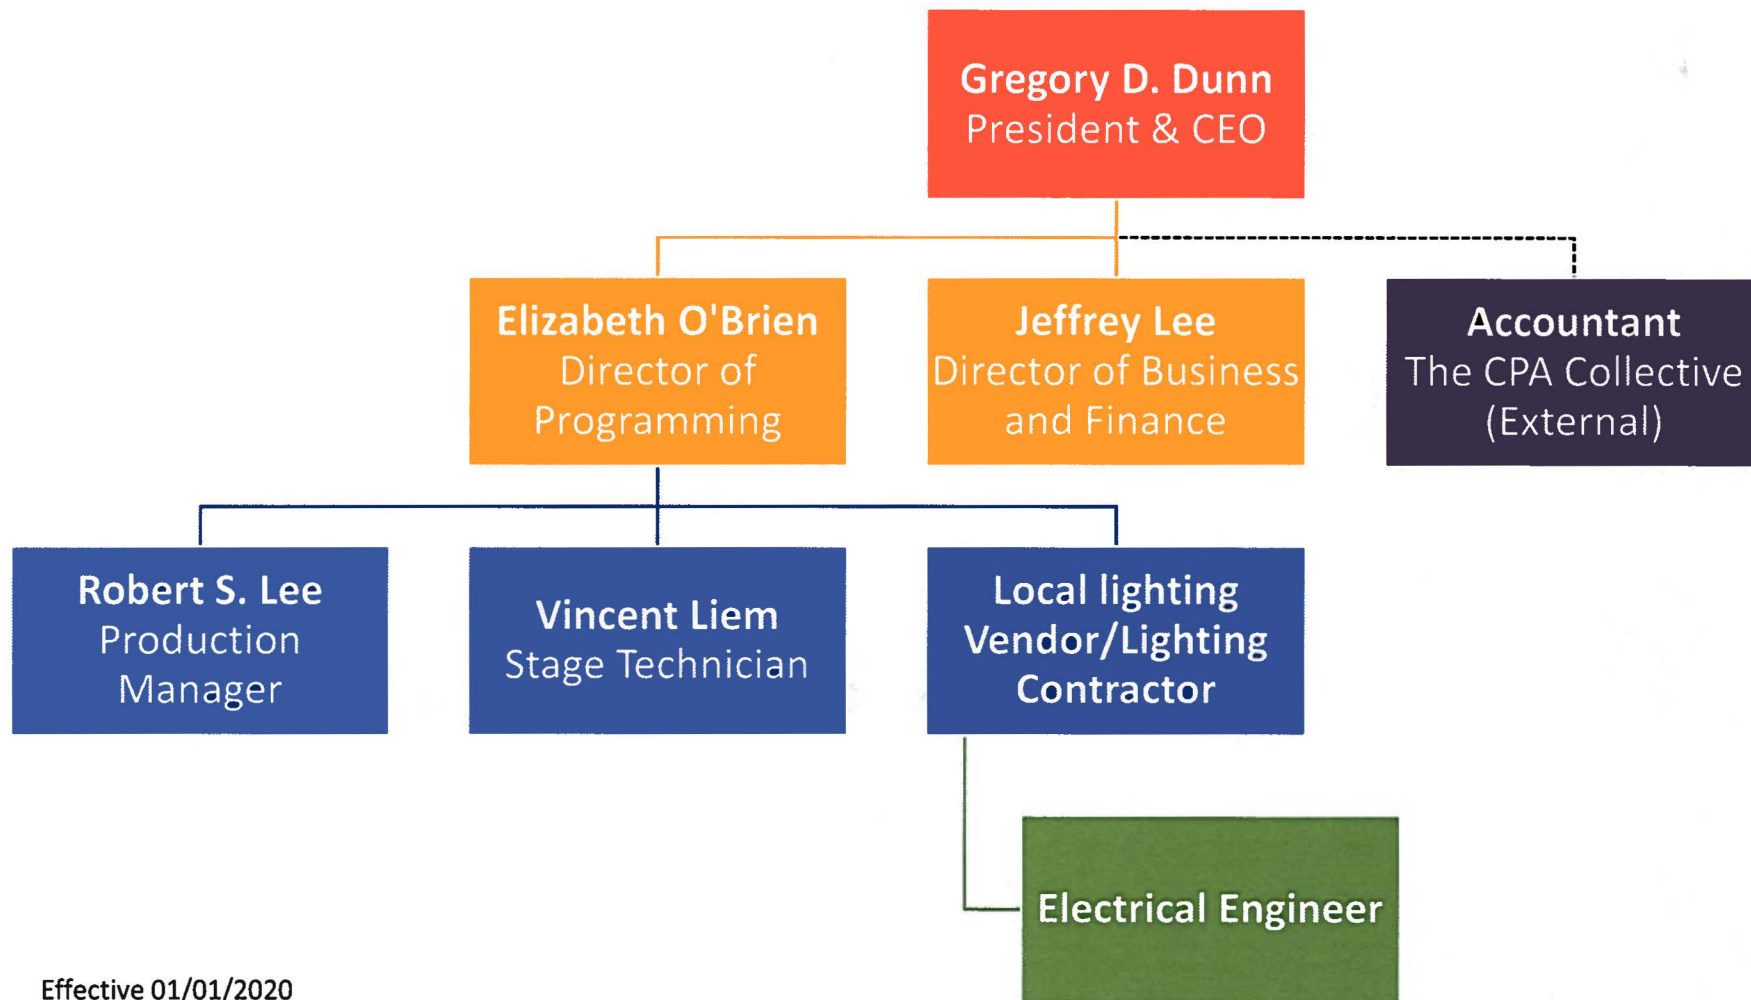 Gregory D. Dunn
President & CEO
Elizabeth O'Brien
Director of
Programming
Jeffrey Lee
Director of Business
and Finance
Accountant
The CPA Collective
(External)
Robert S. Lee
Production
Manager
Vincent Liem
Stage Technician
Local lighting
Vendor/Lighting
Contractor
Electrical Engineer
Effective 01/01/2020